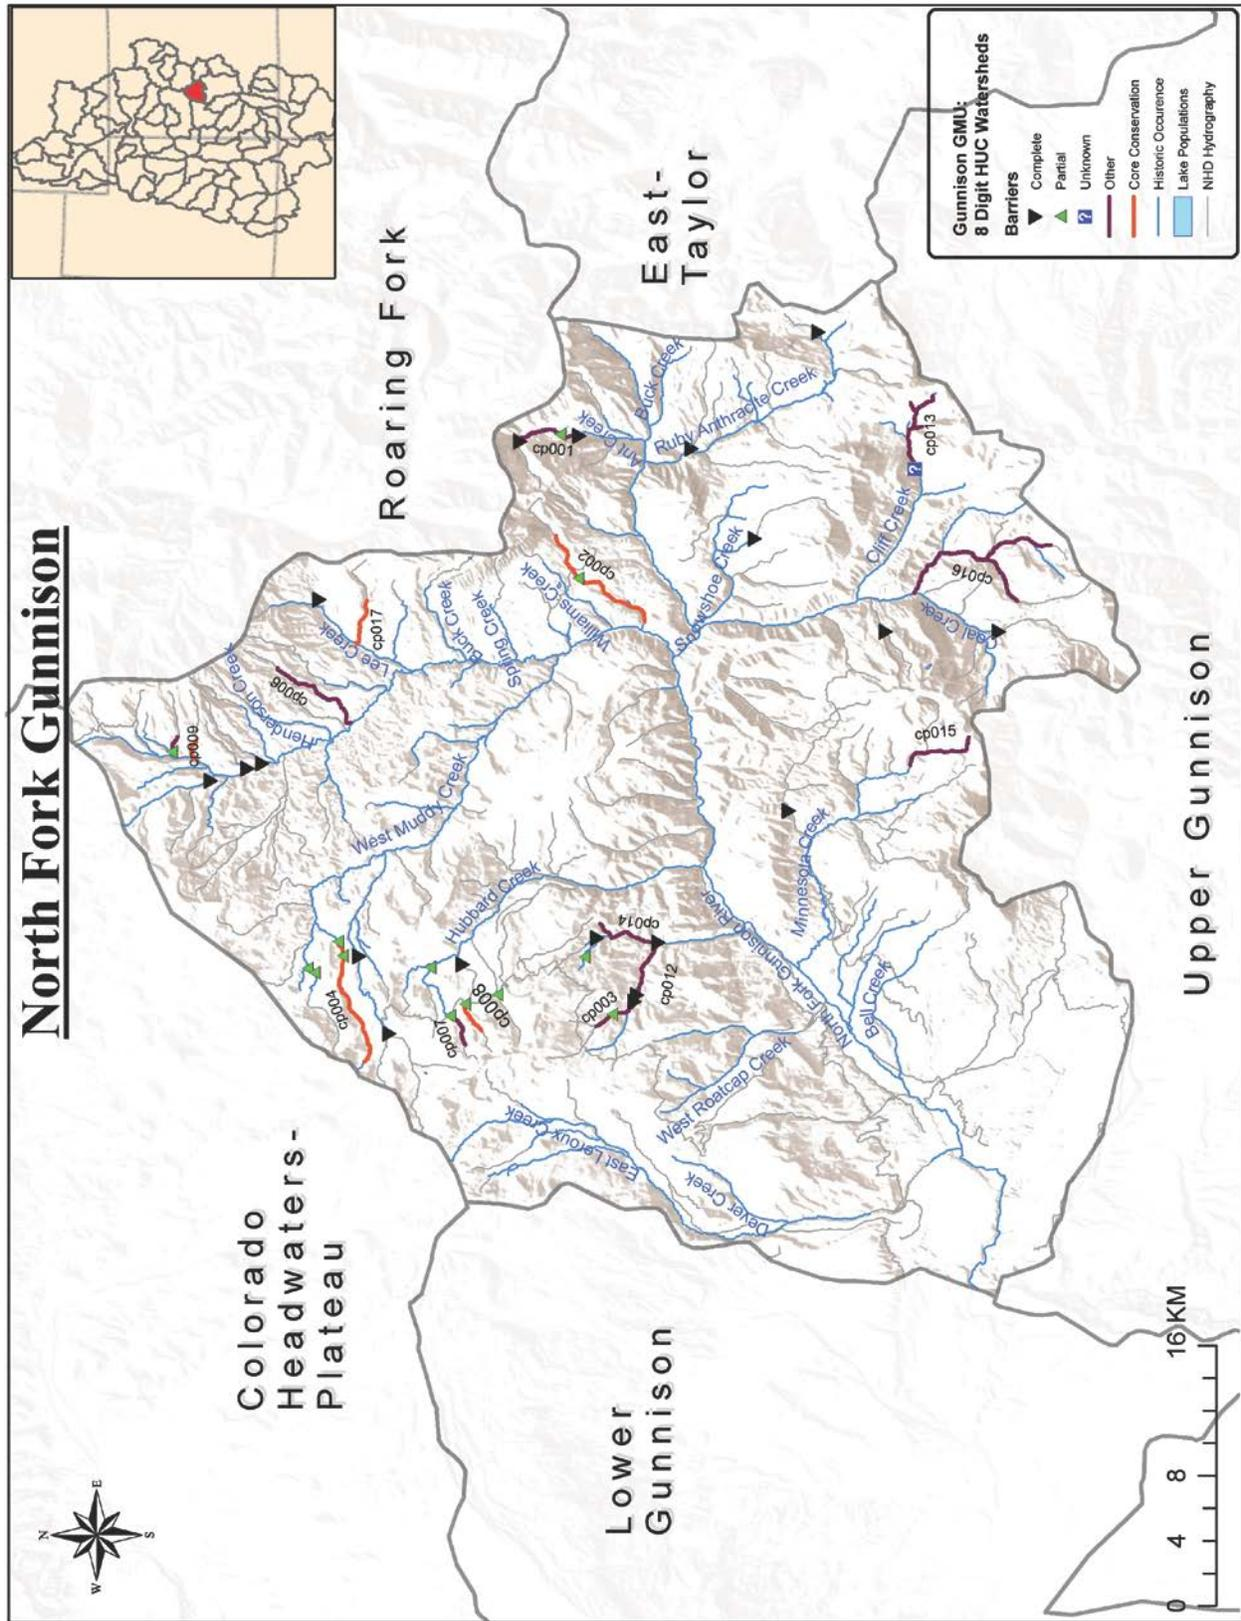 North Fork Gunnison
N
W
E
S
Colorado
Headwaters-
Plateau
Roaring Fork
East-
Taylor
Lower
Gunnison
Upper Gunnison
cp009
Henderson Creek
cp006
Lee Creek
cp017
Buck Creek
Spring Creek
Williams Creek
cp002
cp001
Ant Creek
Buck Creek
Ruby Anthracite Creek
Snowshoe Creek
Cliff Creek
?
cp013
cp016
Coal Creek
cp015
West Muddy Creek
cp004
Hubbard Creek
cp007
cp008
cp003
cp014
cp012
Minnesota Creek
North Fork Gunnison River
Bell Creek
West Roatcap Creek
East Leroux Creek
Dever Creek
0 4 8 16 KM
Gunnison GMU:
8 Digit HUC Watersheds
Barriers
Complete
Partial
? Unknown
Other
Core Conservation
Historic Occurence
Lake Populations
NHD Hydrography